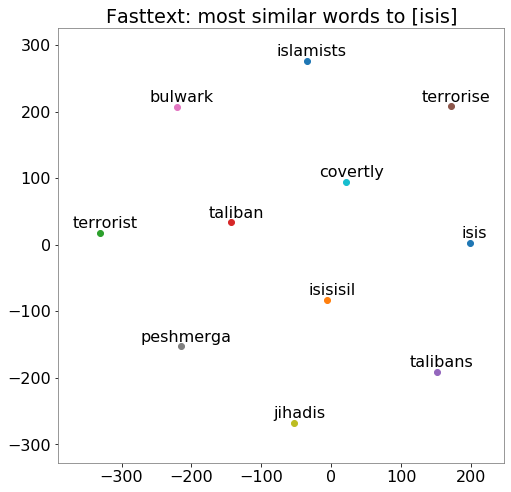 Fasttext: most similar words to [isis]
300
islamists
bulwark
terrorise
200
covertly
100
taliban
terrorist
isis
0
isisisil
−100
peshmerga
talibans
−200
jihadis
−300
−300 −200 −100 0 100 200